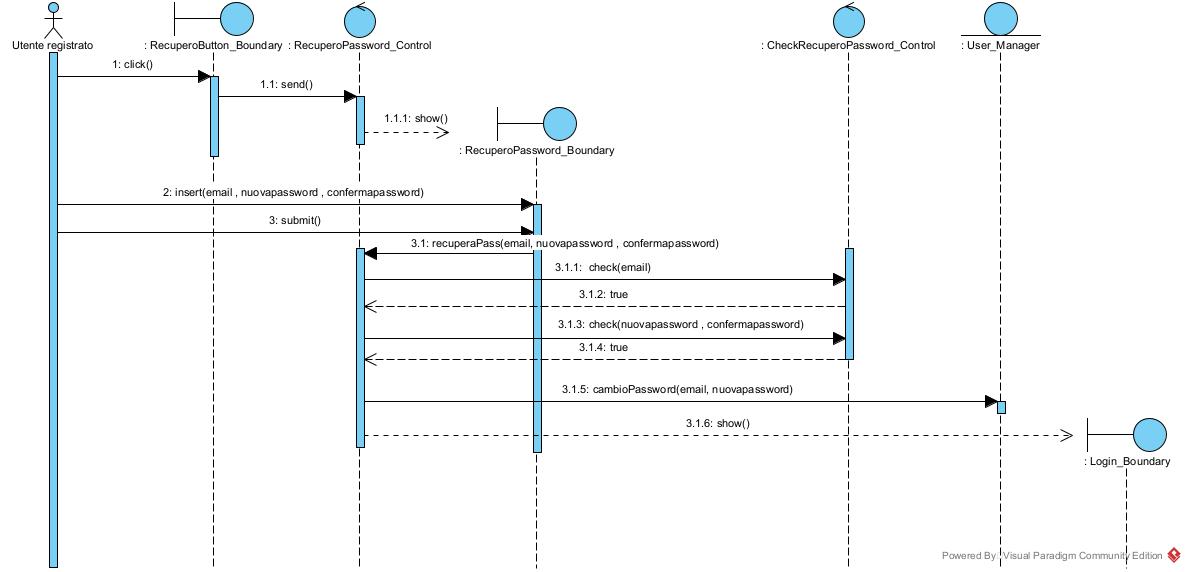 Utente registrato
: RecuperoButton_Boundary
: RecuperoPassword_Control
: CheckRecuperoPassword_Control
: User_Manager
1: click()
1.1: send()
1.1.1: show()
: RecuperoPassword_Boundary
2: insert(email , nuovapassword , confermapassword)
3: submit()
3.1: recuperaPass(email, nuovapassword , confermapassword)
3.1.1:  check(email)
3.1.2: true
3.1.3: check(nuovapassword , confermapassword)
3.1.4: true
3.1.5: cambioPassword(email, nuovapassword)
3.1.6: show()
: Login_Boundary
Powered By: Visual Paradigm Community Edition